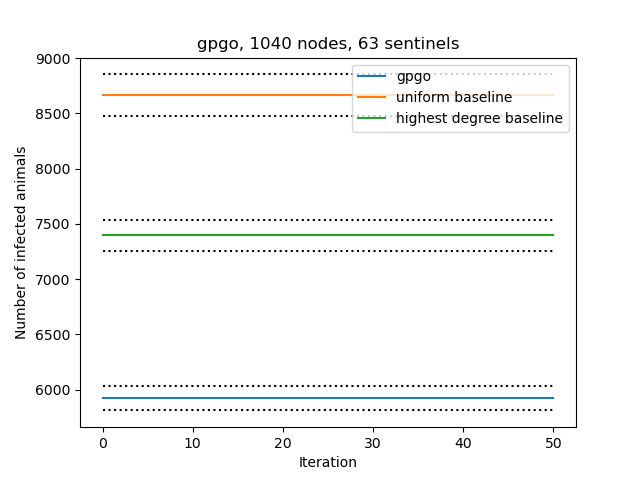 gpgo, 1040 nodes, 63 sentinels
gpgo
uniform baseline
highest degree baseline
Number of infected animals
9000
8500
8000
7500
7000
6500
6000
0 10 20 30 40 50
Iteration